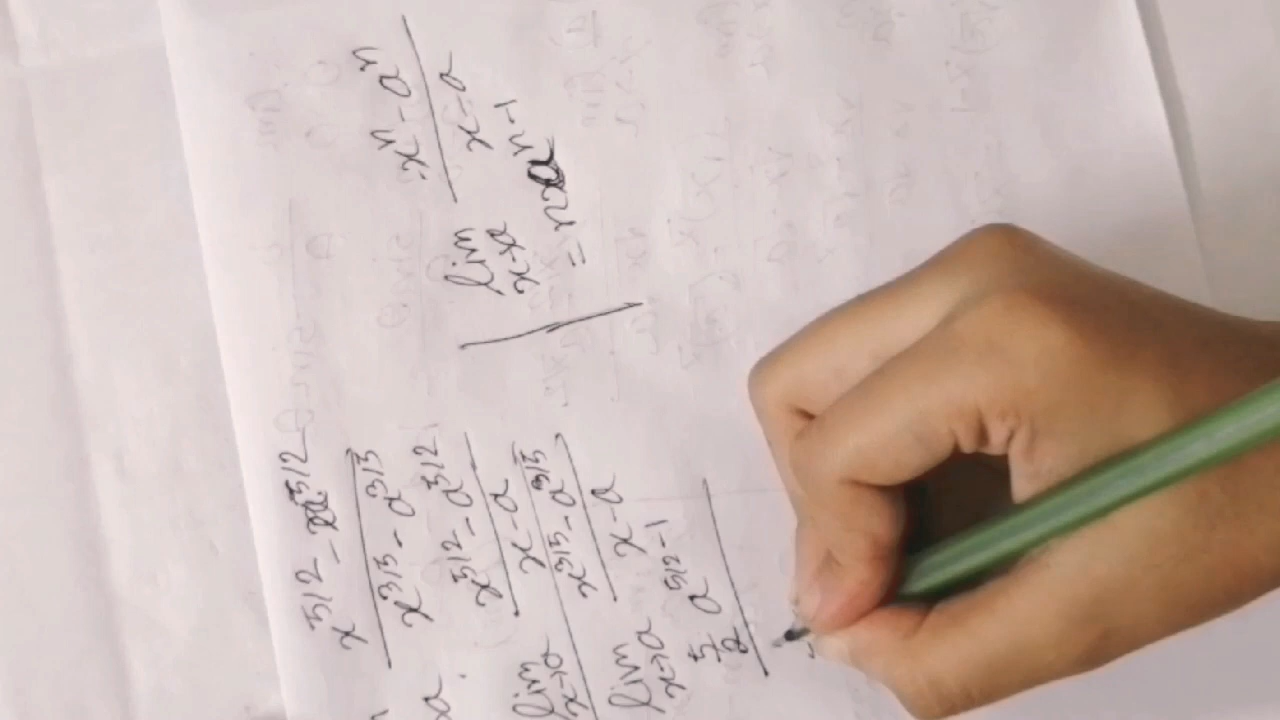 x^5/2 - a^5/2
x^3/5 - a^3/5
x^5/2 - a^5/2
x - a
lim x→a
x^3/5 - a^3/5
x - a
lim x→a
5/2 a^5/2 - 1
x^n - a^n
lim x→a
x - a
= n a^n-1